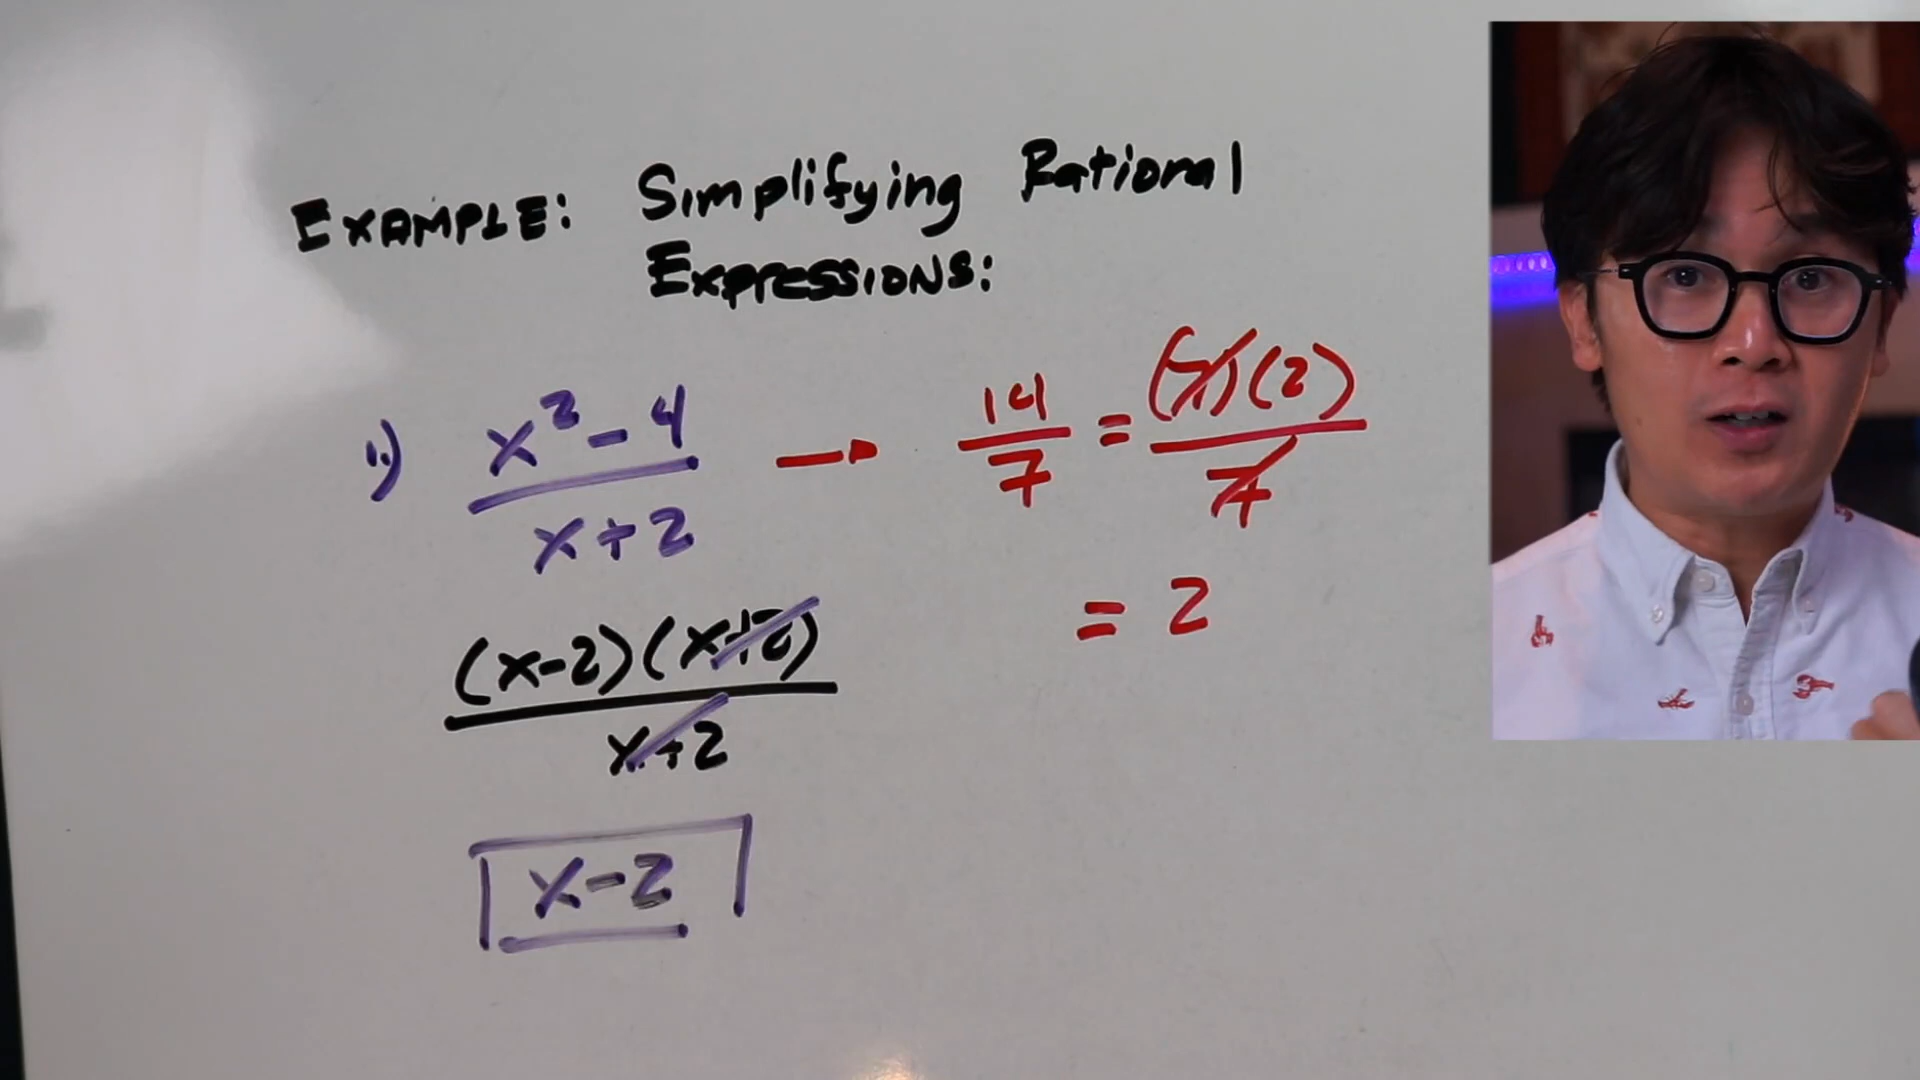 EXAMPLE: Simplifying Rational
Expressions:
1.) x² - 4 / x + 2 → 14 / 7 = (7)(2) / 7
= 2
(x-2)(x+2) / x+2
x-2